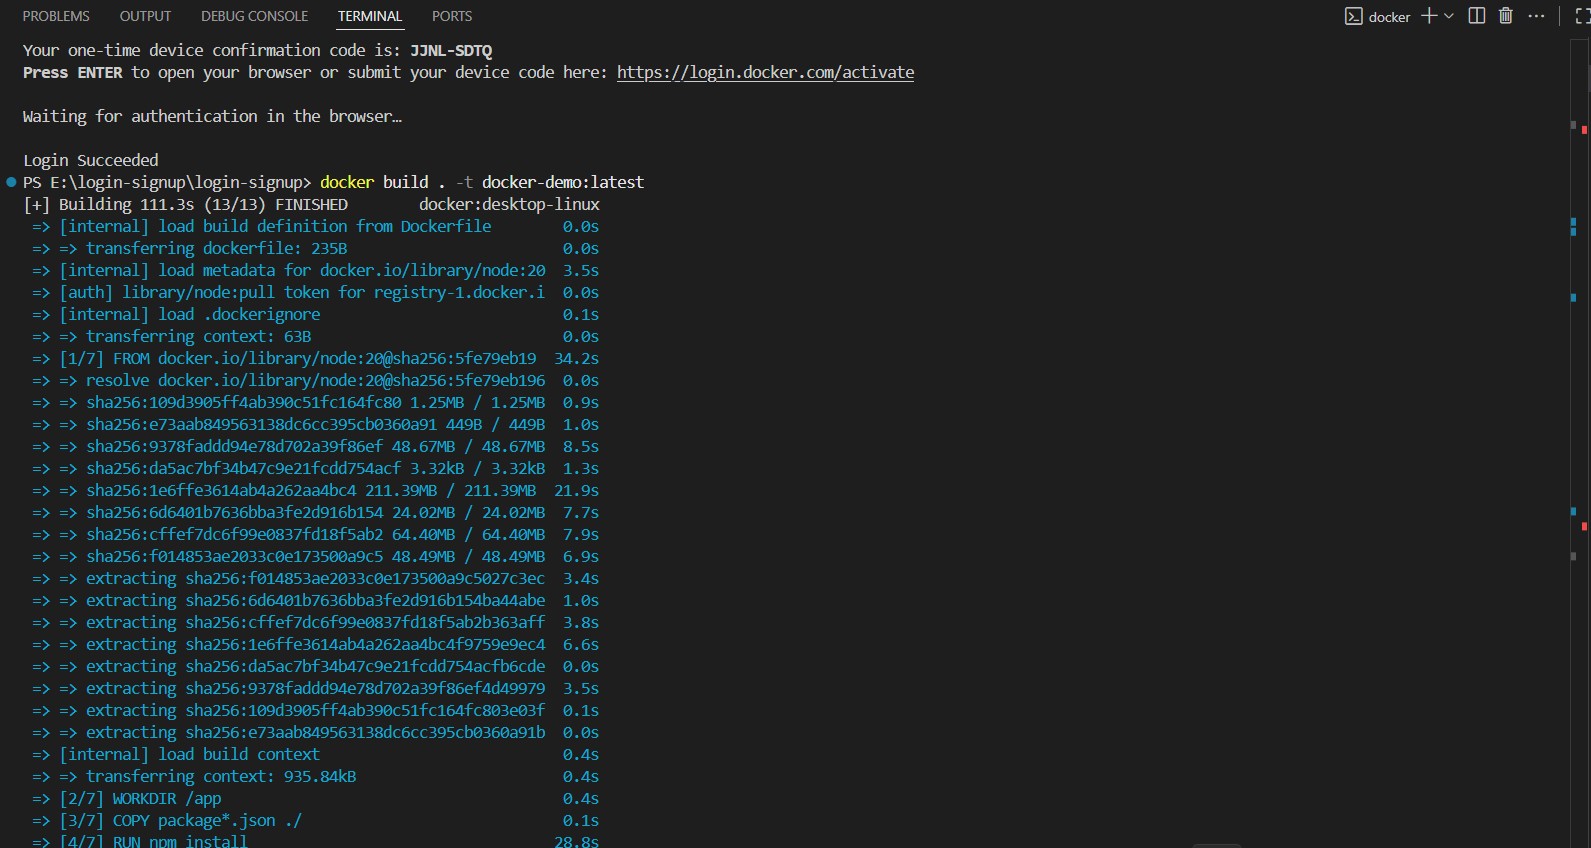 PROBLEMS OUTPUT DEBUG CONSOLE TERMINAL PORTS docker
Your one-time device confirmation code is: JJNL-SDTQ
Press ENTER to open your browser or submit your device code here: https://login.docker.com/activate
Waiting for authentication in the browser…
Login Succeeded
PS E:\login-signup\login-signup> docker build . -t docker-demo:latest
[+] Building 111.3s (13/13) FINISHED docker:desktop-linux
=> [internal] load build definition from Dockerfile 0.0s
=> => transferring dockerfile: 235B 0.0s
=> [internal] load metadata for docker.io/library/node:20 3.5s
=> [auth] library/node:pull token for registry-1.docker.i 0.0s
=> [internal] load .dockerignore 0.1s
=> => transferring context: 63B 0.0s
=> [1/7] FROM docker.io/library/node:20@sha256:5fe79eb19 34.2s
=> => resolve docker.io/library/node:20@sha256:5fe79eb196 0.0s
=> => sha256:109d3905ff4ab390c51fc164fc80 1.25MB / 1.25MB 0.9s
=> => sha256:e73aab849563138dc6cc395cb0360a91 449B / 449B 1.0s
=> => sha256:9378faddd94e78d702a39f86ef 48.67MB / 48.67MB 8.5s
=> => sha256:da5ac7bf34b47c9e21fcdd754acf 3.32kB / 3.32kB 1.3s
=> => sha256:1e6ffe3614ab4a262aa4bc4 211.39MB / 211.39MB 21.9s
=> => sha256:6d6401b7636bba3fe2d916b154 24.02MB / 24.02MB 7.7s
=> => sha256:cffef7dc6f99e0837fd18f5ab2 64.40MB / 64.40MB 7.9s
=> => sha256:f014853ae2033c0e173500a9c5 48.49MB / 48.49MB 6.9s
=> => extracting sha256:f014853ae2033c0e173500a9c5027c3ec 3.4s
=> => extracting sha256:6d6401b7636bba3fe2d916b154ba44abe 1.0s
=> => extracting sha256:cffef7dc6f99e0837fd18f5ab2b363aff 3.8s
=> => extracting sha256:1e6ffe3614ab4a262aa4bc4f9759e9ec4 6.6s
=> => extracting sha256:da5ac7bf34b47c9e21fcdd754acfb6cde 0.0s
=> => extracting sha256:9378faddd94e78d702a39f86ef4d49979 3.5s
=> => extracting sha256:109d3905ff4ab390c51fc164fc803e03f 0.1s
=> => extracting sha256:e73aab849563138dc6cc395cb0360a91b 0.0s
=> [internal] load build context 0.4s
=> => transferring context: 935.84kB 0.4s
=> [2/7] WORKDIR /app 0.4s
=> [3/7] COPY package*.json ./ 0.1s
=> [4/7] RUN npm install 28.8s